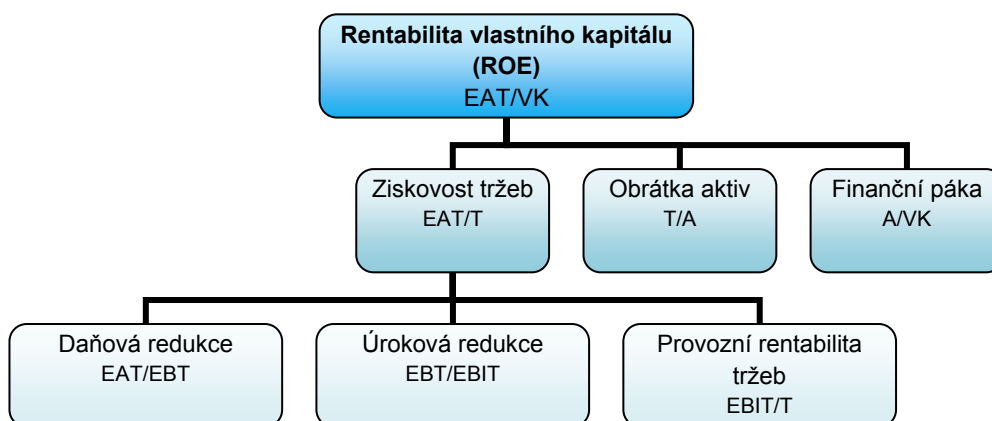 Rentabilita vlastního kapitálu
(ROE)
EAT/VK
Ziskovost tržeb
EAT/T
Obrátka aktiv
T/A
Finanční páka
A/VK
Daňová redukce
EAT/EBT
Úroková redukce
EBT/EBIT
Provozní rentabilita
tržeb
EBIT/T